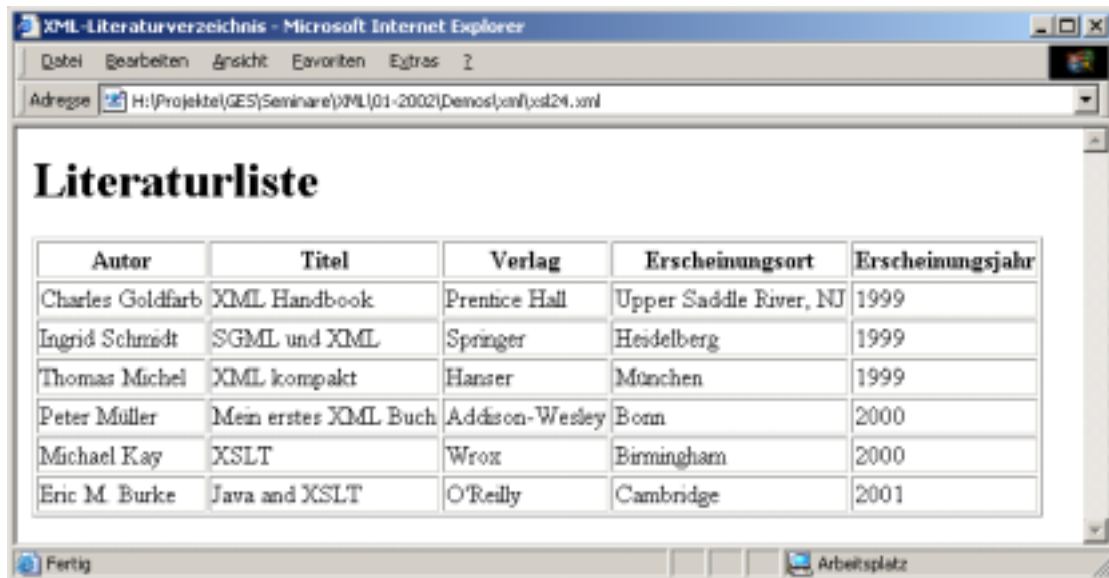 XML-Literaturverzeichnis - Microsoft Internet Explorer
Datei Bearbeiten Ansicht Favoriten Extras ?
Adresse H:\Projekte\GES\Seminare\XML\01-2002\Demos\xml\xsl24.xml
Literaturliste
Autor Titel Verlag Erscheinungsort Erscheinungsjahr
Charles Goldfarb XML Handbook Prentice Hall Upper Saddle River, NJ 1999
Ingrid Schmidt SGML und XML Springer Heidelberg 1999
Thomas Michel XML kompakt Hanser München 1999
Peter Müller Mein erstes XML Buch Addison-Wesley Bonn 2000
Michael Kay XSLT Wrox Birmingham 2000
Eric M. Burke Java and XSLT O'Reilly Cambridge 2001
Fertig Arbeitsplatz